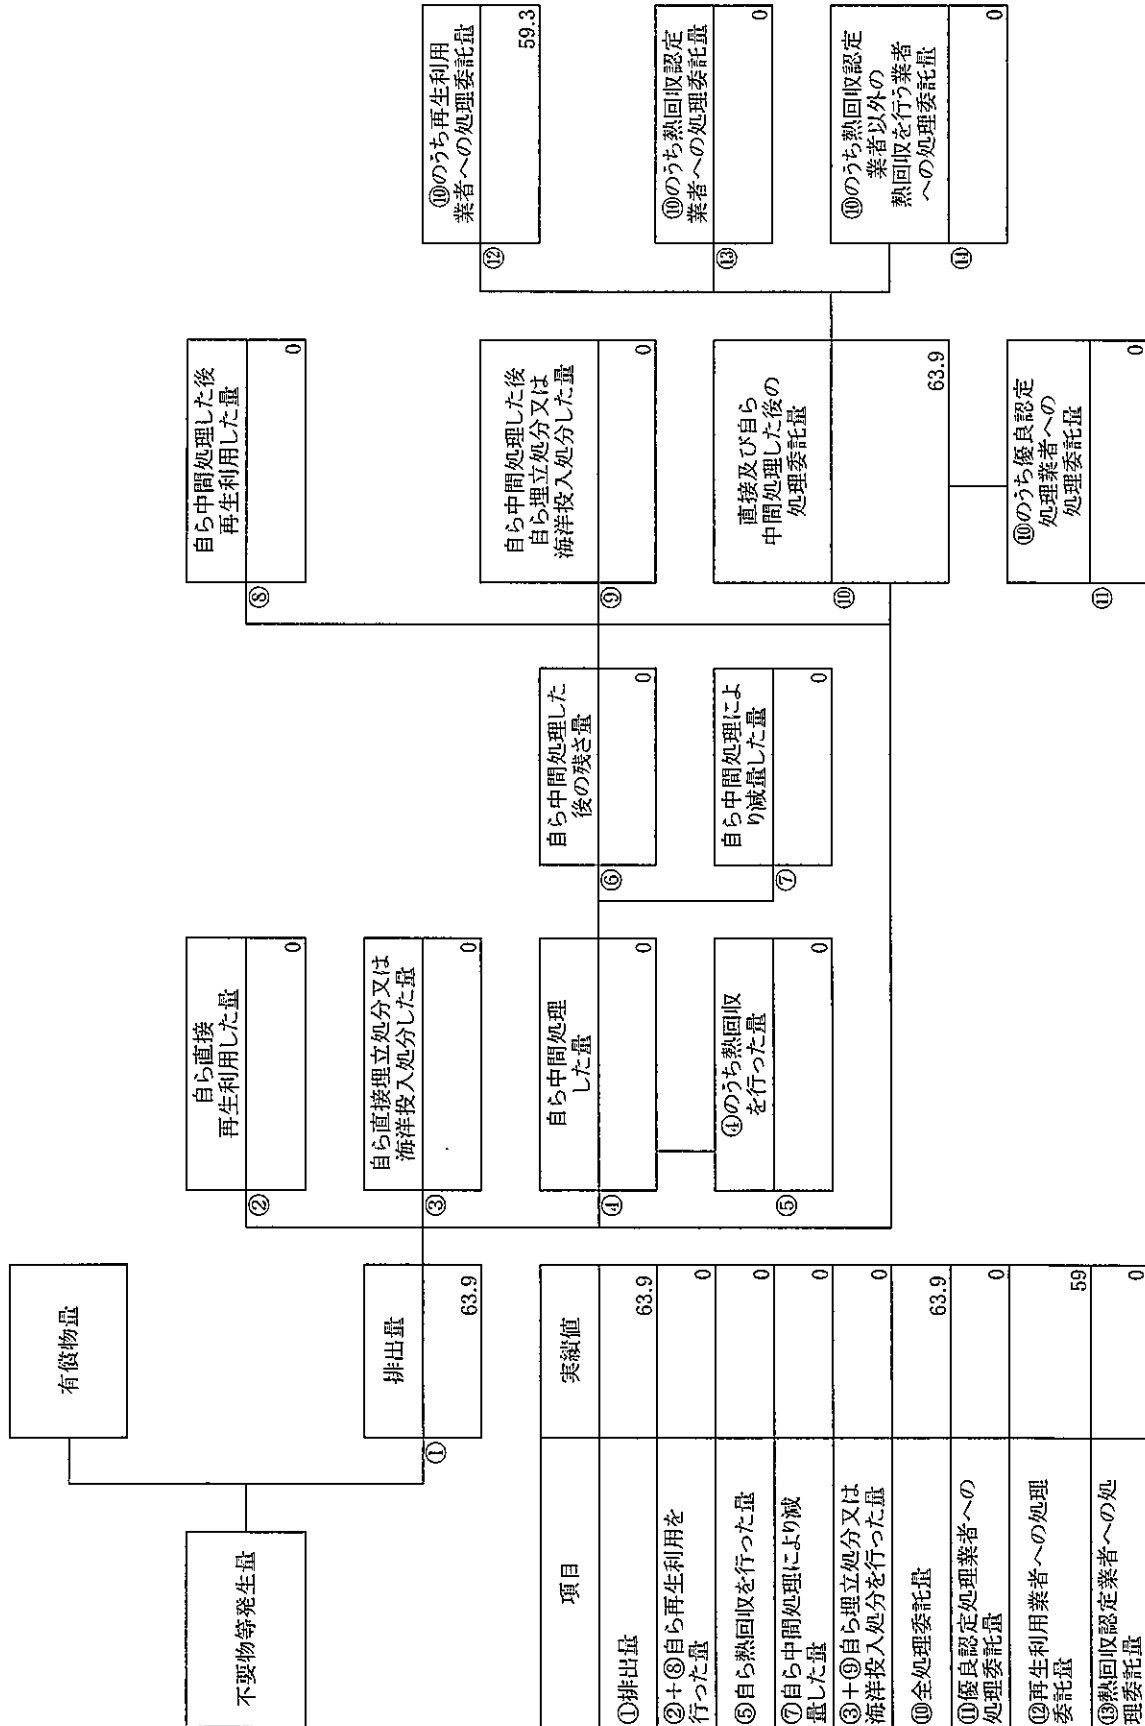 有償物量
不要物等発生量
①
排出量
63.9
②
自ら直接
再生利用した量
0
③
自ら直接埋立処分又は
海洋投入処分した量
0
④
自ら中間処理
した量
0
⑤
④のうち熱回収
を行った量
0
⑥
自ら中間処理した
後の残さ量
0
⑦
自ら中間処理によ
り減量した量
0
⑧
自ら中間処理した後
再生利用した量
0
⑨
自ら中間処理した後
自ら埋立処分又は
海洋投入処分した量
0
⑩
直接及び自ら
中間処理した後の
処理委託量
63.9
⑪
⑩のうち優良認定
処理業者への
処理委託量
0
⑫
⑩のうち再生利用
業者への処理委託量
59.3
⑬
⑩のうち熱回収認定
業者への処理委託量
0
⑭
⑩のうち熱回収認定
業者以外の
熱回収を行う業者
への処理委託量
0
項目 実績値
①排出量 63.9
②+⑧自ら再生利用を
行った量 0
⑤自ら熱回収を行った量 0
⑦自ら中間処理により減
量した量 0
③+⑨自ら埋立処分又は
海洋投入処分を行った量 0
⑩全処理委託量 63.9
⑪優良認定処理業者への
処理委託量 0
⑫再生利用業者への処理
委託量 59
⑬熱回収認定業者への処
理委託量 0